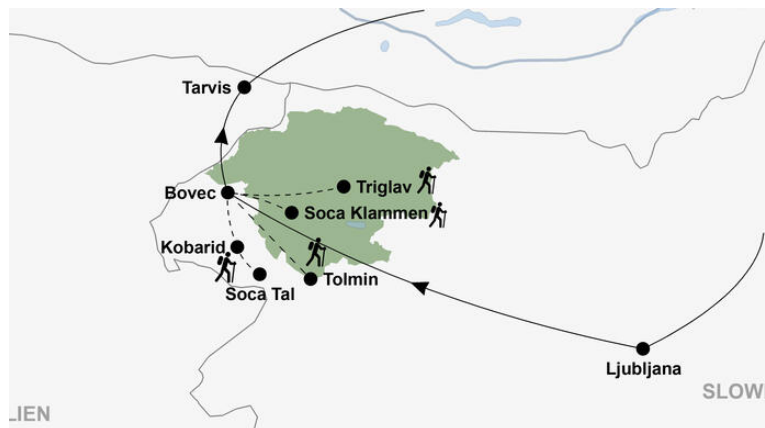 Tarvis
Bovec
Triglav
Soca Klammen
Kobarid
Soca Tal
Tolmin
Ljubljana
SLOW
LIEN